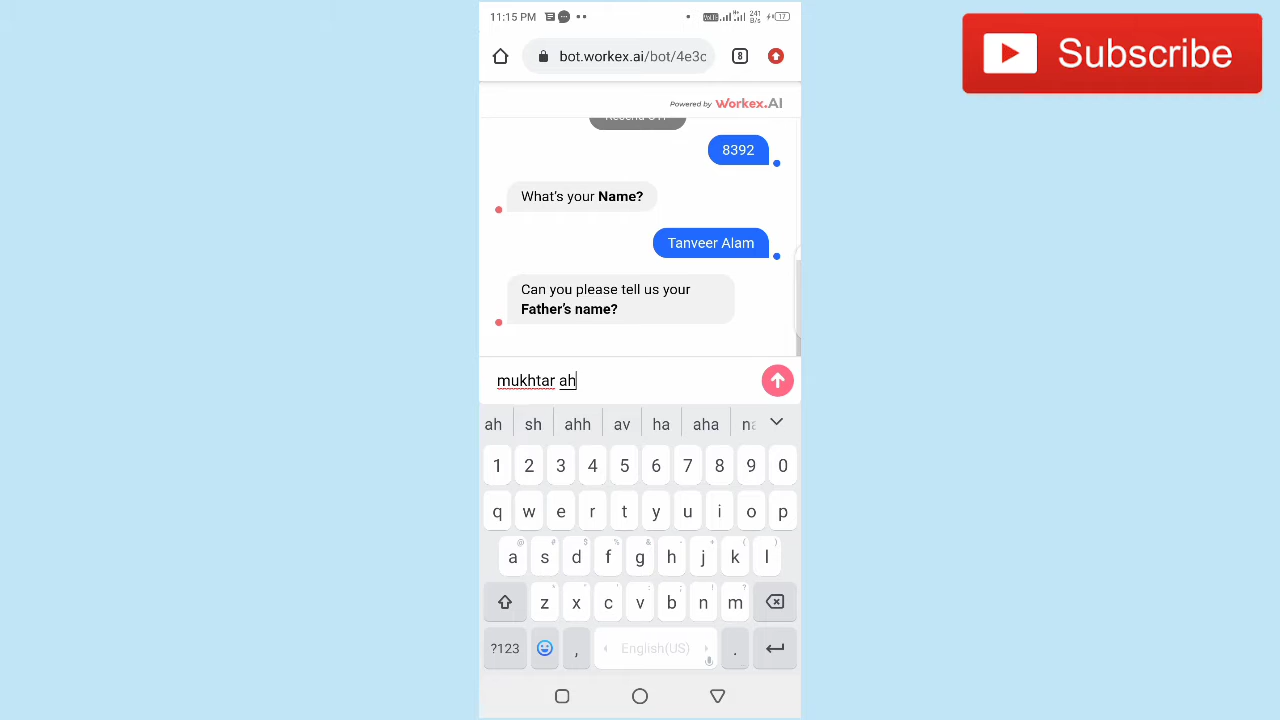 11:15 PM 241 B/s 17
Subscribe
bot.workex.ai/bot/4e3c 8
Powered by Workex.AI
8392
What's your Name?
Tanveer Alam
Can you please tell us your
Father's name?
mukhtar ah
ah sh ahh av ha aha
1 2 3 4 5 6 7 8 9 0
q w e r t y u i o p
@ # $ % & - + ( )
a s d f g h j k l
z x c v b n m
?123 , English(US) .